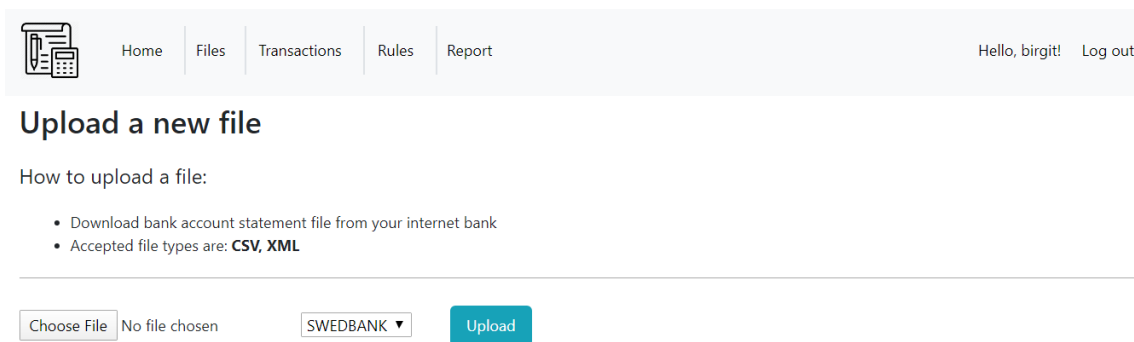 Home Files Transactions Rules Report Hello, birgit! Log out
Upload a new file
How to upload a file:
• Download bank account statement file from your internet bank
• Accepted file types are: CSV, XML
Choose File No file chosen SWEDBANK ▼ Upload